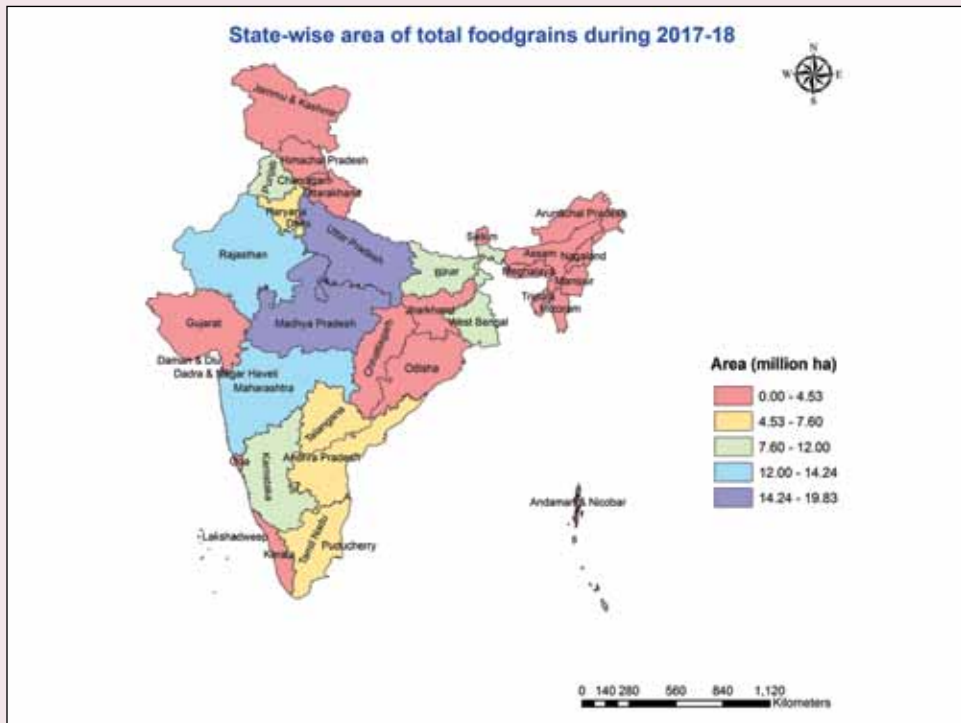 State-wise area of total foodgrains during 2017-18
N
W E
S
Jammu & Kashmir
Himachal Pradesh
Punjab
Chandigarh
Uttarakhand
Haryana
Delhi
Arunachal Pradesh
Sikkim
Uttar Pradesh
Rajasthan
Assam
Nagaland
Bihar
Meghalaya
Manipur
Tripura
Mizoram
Jharkhand
West Bengal
Gujarat
Madhya Pradesh
Chhattisgarh
Odisha
Daman & Diu
Dadra & Nagar Haveli
Maharashtra
Area (million ha)
0.00 - 4.53
4.53 - 7.60
7.60 - 12.00
12.00 - 14.24
14.24 - 19.83
Telangana
Andhra Pradesh
Goa
Karnataka
Andaman & Nicobar
Lakshadweep
Kerala
Tamil Nadu
Puducherry
0 140 280 560 840 1,120
Kilometers